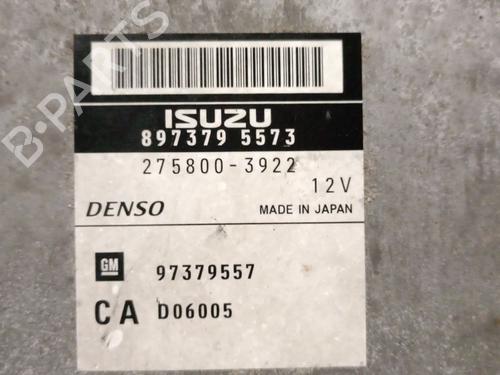 ISUZU
897379 5573
275800-3922
12V
DENSO MADE IN JAPAN
GM 97379557
CA D06005
B-PARTS